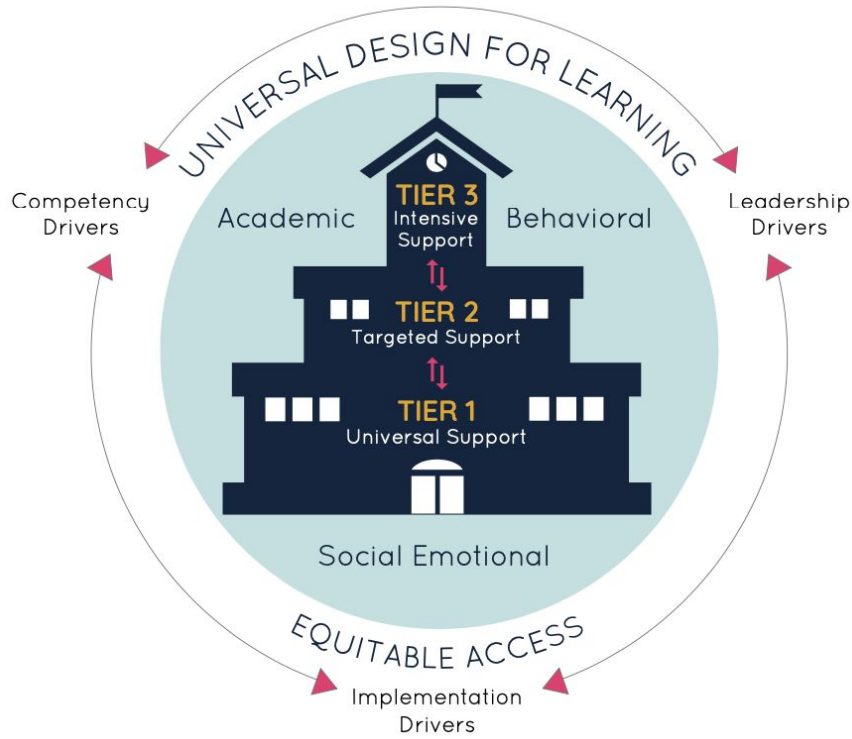 UNIVERSAL DESIGN FOR LEARNING
Competency
Drivers
Leadership
Drivers
Academic
Behavioral
TIER 3
Intensive
Support
TIER 2
Targeted Support
TIER 1
Universal Support
Social Emotional
EQUITABLE ACCESS
Implementation
Drivers